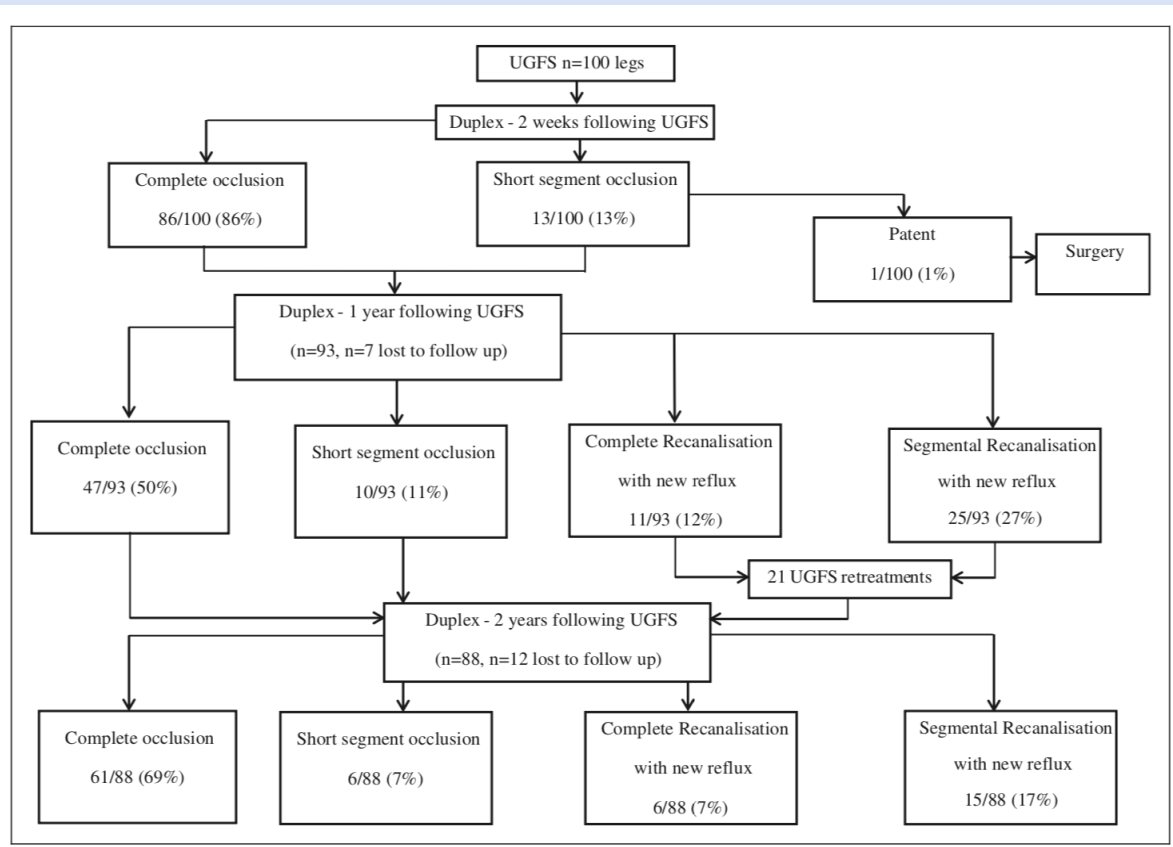 UGFS n=100 legs
Duplex - 2 weeks following UGFS
Complete occlusion
86/100 (86%)
Short segment occlusion
13/100 (13%)
Patent
1/100 (1%)
Surgery
Duplex - 1 year following UGFS
(n=93, n=7 lost to follow up)
Complete occlusion
47/93 (50%)
Short segment occlusion
10/93 (11%)
Complete Recanalisation
with new reflux
11/93 (12%)
Segmental Recanalisation
with new reflux
25/93 (27%)
21 UGFS retreatments
Duplex - 2 years following UGFS
(n=88, n=12 lost to follow up)
Complete occlusion
61/88 (69%)
Short segment occlusion
6/88 (7%)
Complete Recanalisation
with new reflux
6/88 (7%)
Segmental Recanalisation
with new reflux
15/88 (17%)